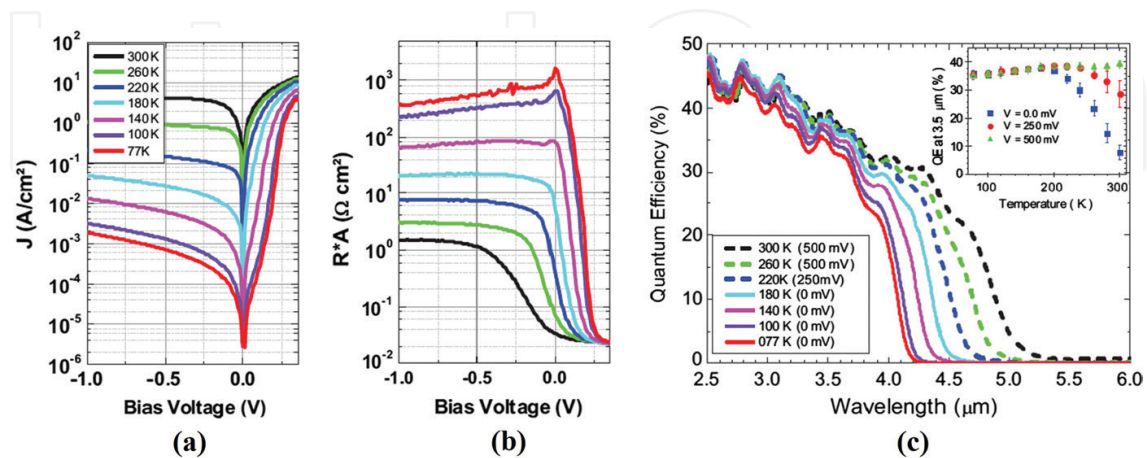 10²
10¹
10⁰
10⁻¹
10⁻²
10⁻³
10⁻⁴
10⁻⁵
10⁻⁶
J (A/cm²)
300K
260K
220K
180K
140K
100K
77K
-1.0
-0.5
0.0
Bias Voltage (V)
(a)
10³
10²
10¹
10⁰
10⁻¹
10⁻²
R*A (Ω cm²)
-1.0
-0.5
0.0
Bias Voltage (V)
(b)
50
40
30
20
10
0
Quantum Efficiency (%)
300 K (500 mV)
260 K (500 mV)
220K (250mV)
180 K (0 mV)
140 K (0 mV)
100 K (0 mV)
077 K (0 mV)
2.5
3.0
3.5
4.0
4.5
5.0
5.5
6.0
Wavelength (μm)
QE at 3.5 μm (%)
40
30
20
10
0
V = 0.0 mV
V = 250 mV
V = 500 mV
100
200
300
Temperature ( K )
(c)